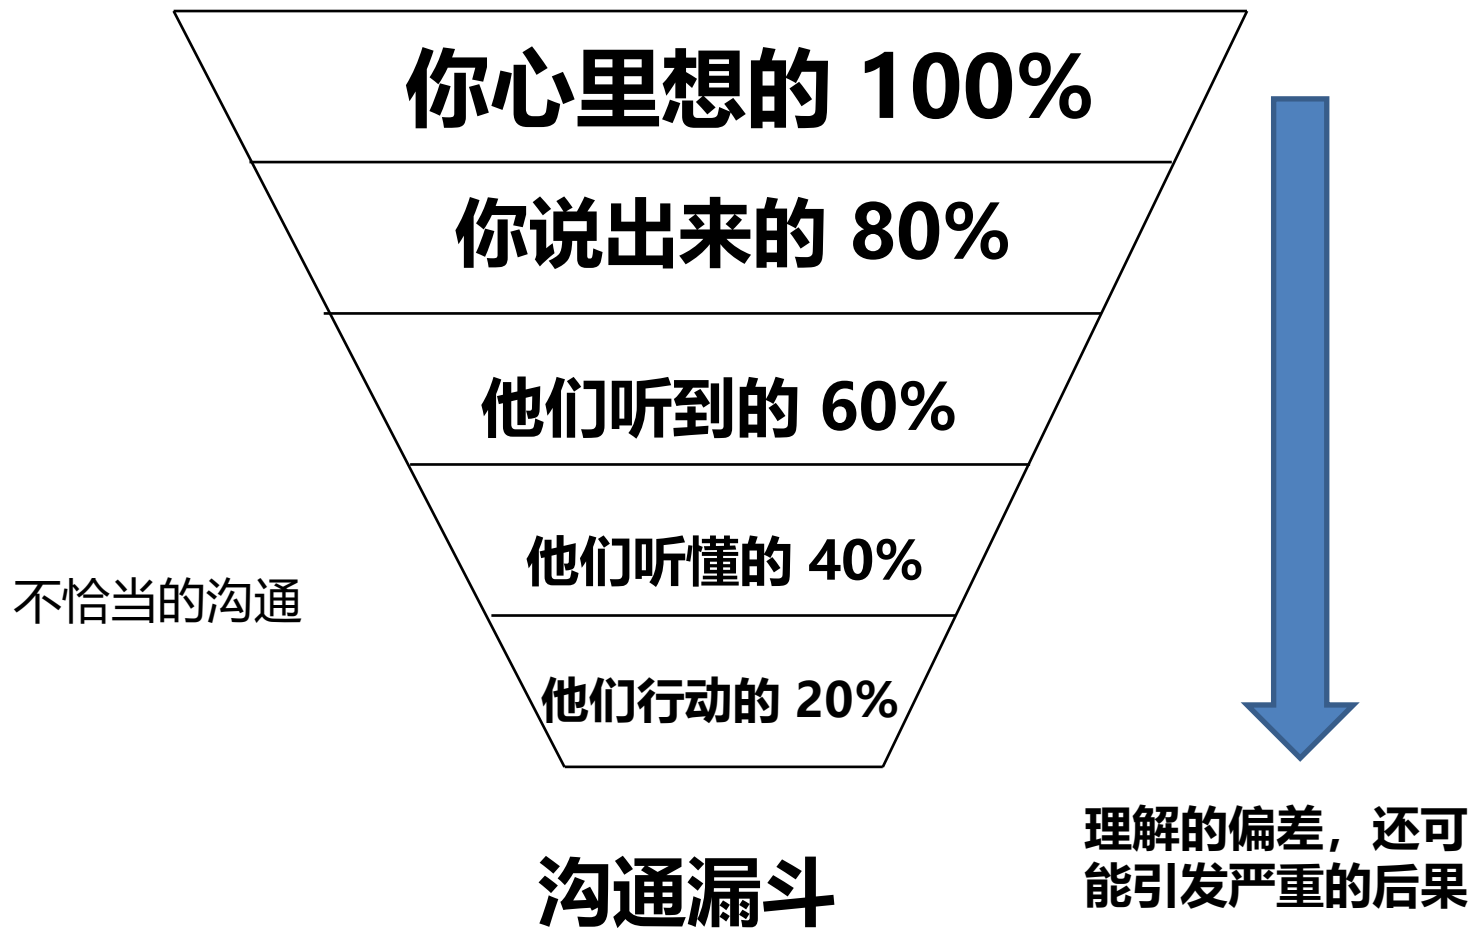 你心里想的 100%
你说出来的 80%
他们听到的 60%
他们听懂的 40%
不恰当的沟通
他们行动的 20%
理解的偏差，还可
能引发严重的后果
沟通漏斗